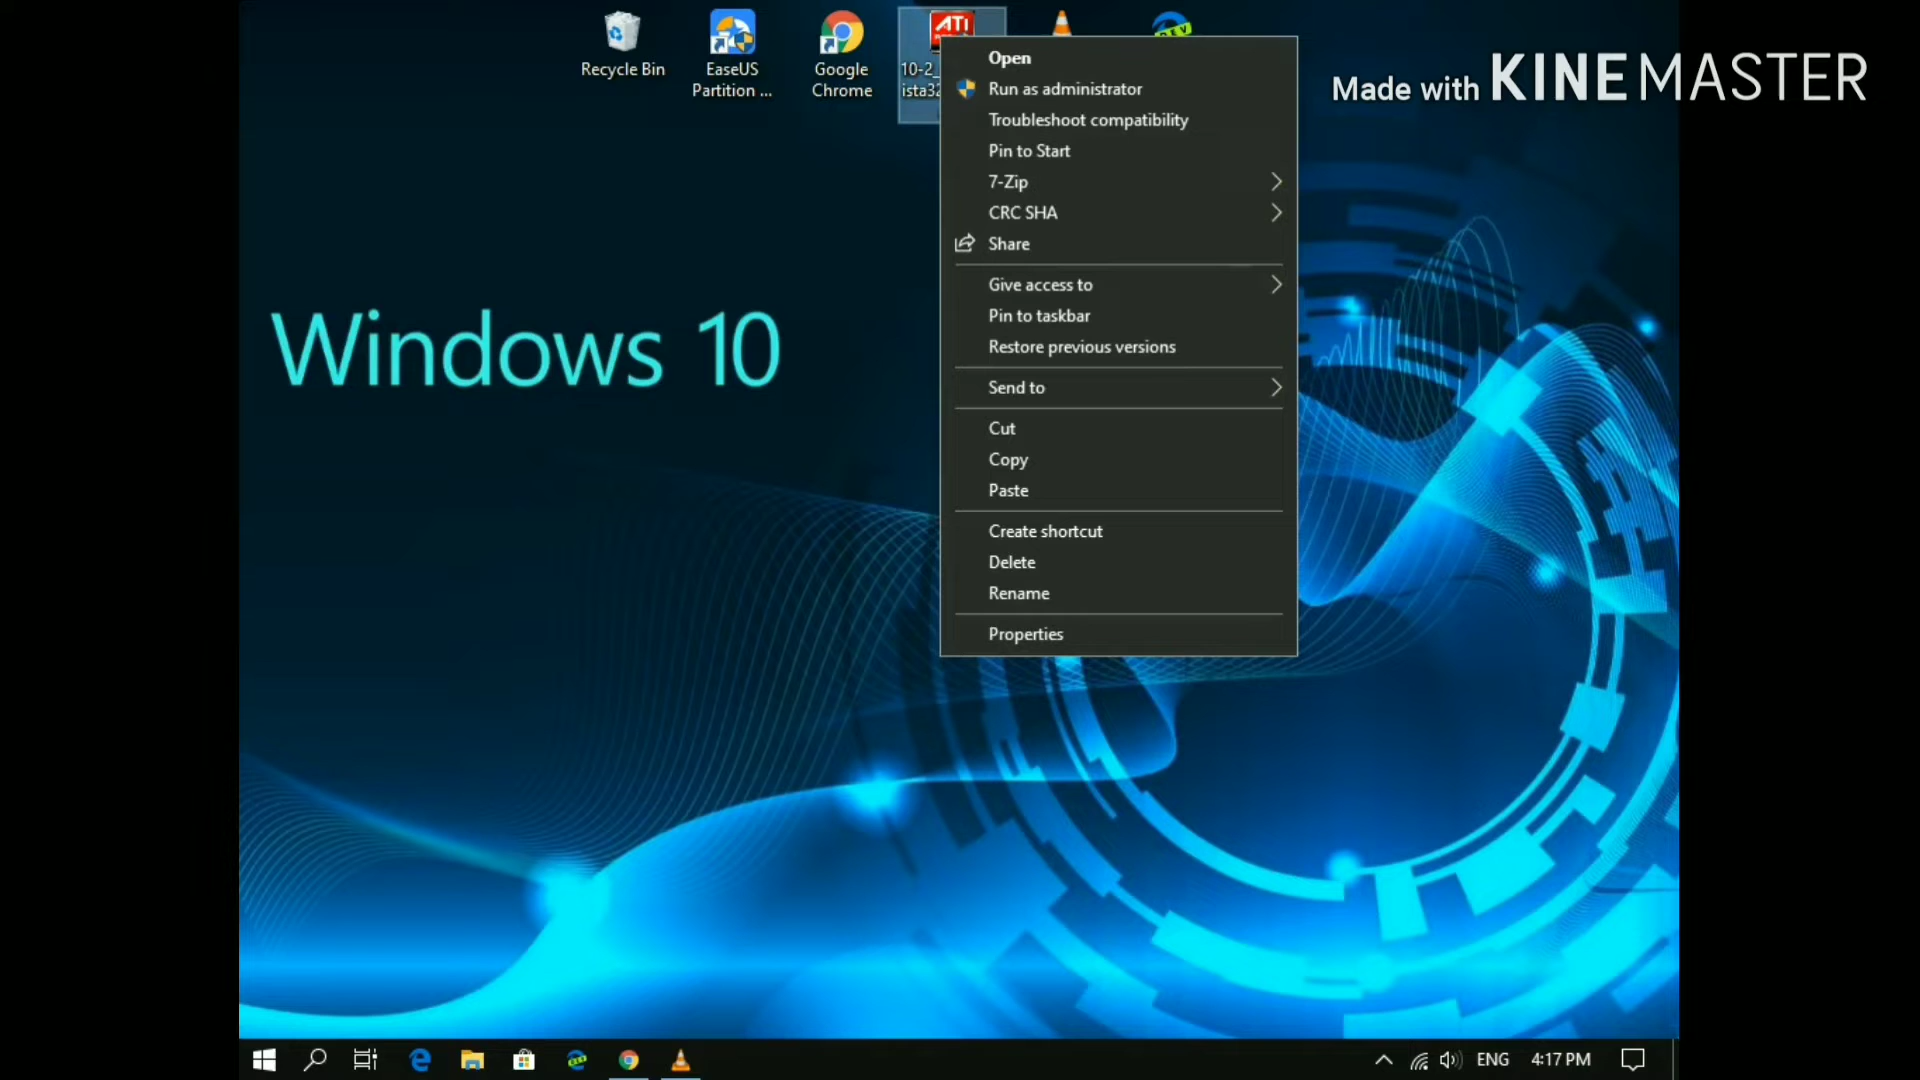 Recycle Bin
EaseUS
Partition ...
Google
Chrome
ATI
10-2_
ista32
Open
Run as administrator
Troubleshoot compatibility
Pin to Start
7-Zip
CRC SHA
Share
Give access to
Pin to taskbar
Restore previous versions
Send to
Cut
Copy
Paste
Create shortcut
Delete
Rename
Properties
Made with KINEMASTER
Windows 10
ENG
4:17 PM